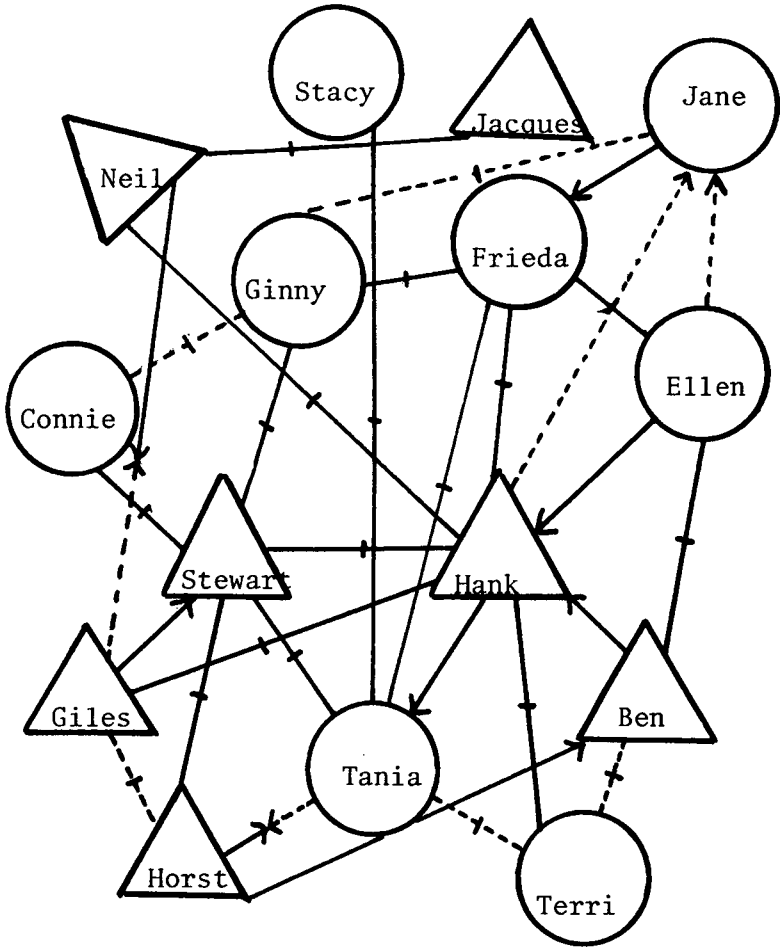 Stacy
Jacques
Jane
Neil
Frieda
Ginny
Ellen
Connie
Stewart
Hank
Giles
Ben
Tania
Horst
Terri